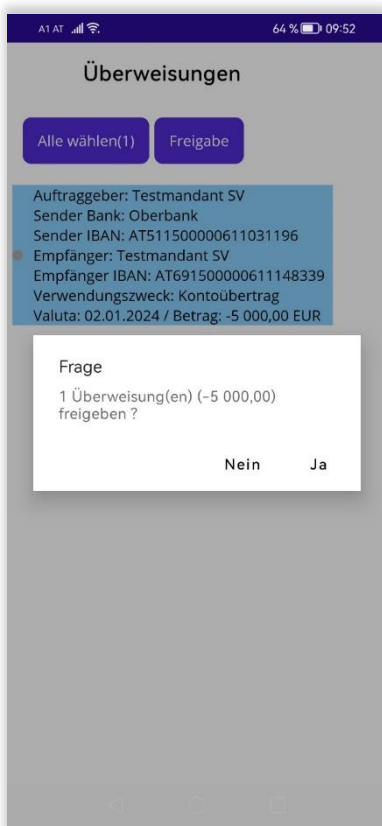 A1 AT 64 % 09:52
Überweisungen
Alle wählen(1) Freigabe
Auftraggeber: Testmandant SV
Sender Bank: Oberbank
Sender IBAN: AT511500000611031196
Empfänger: Testmandant SV
Empfänger IBAN: AT691500000611148339
Verwendungszweck: Kontoübertrag
Valuta: 02.01.2024 / Betrag: -5 000,00 EUR
Frage
1 Überweisung(en) (-5 000,00)
freigeben ?
Nein Ja